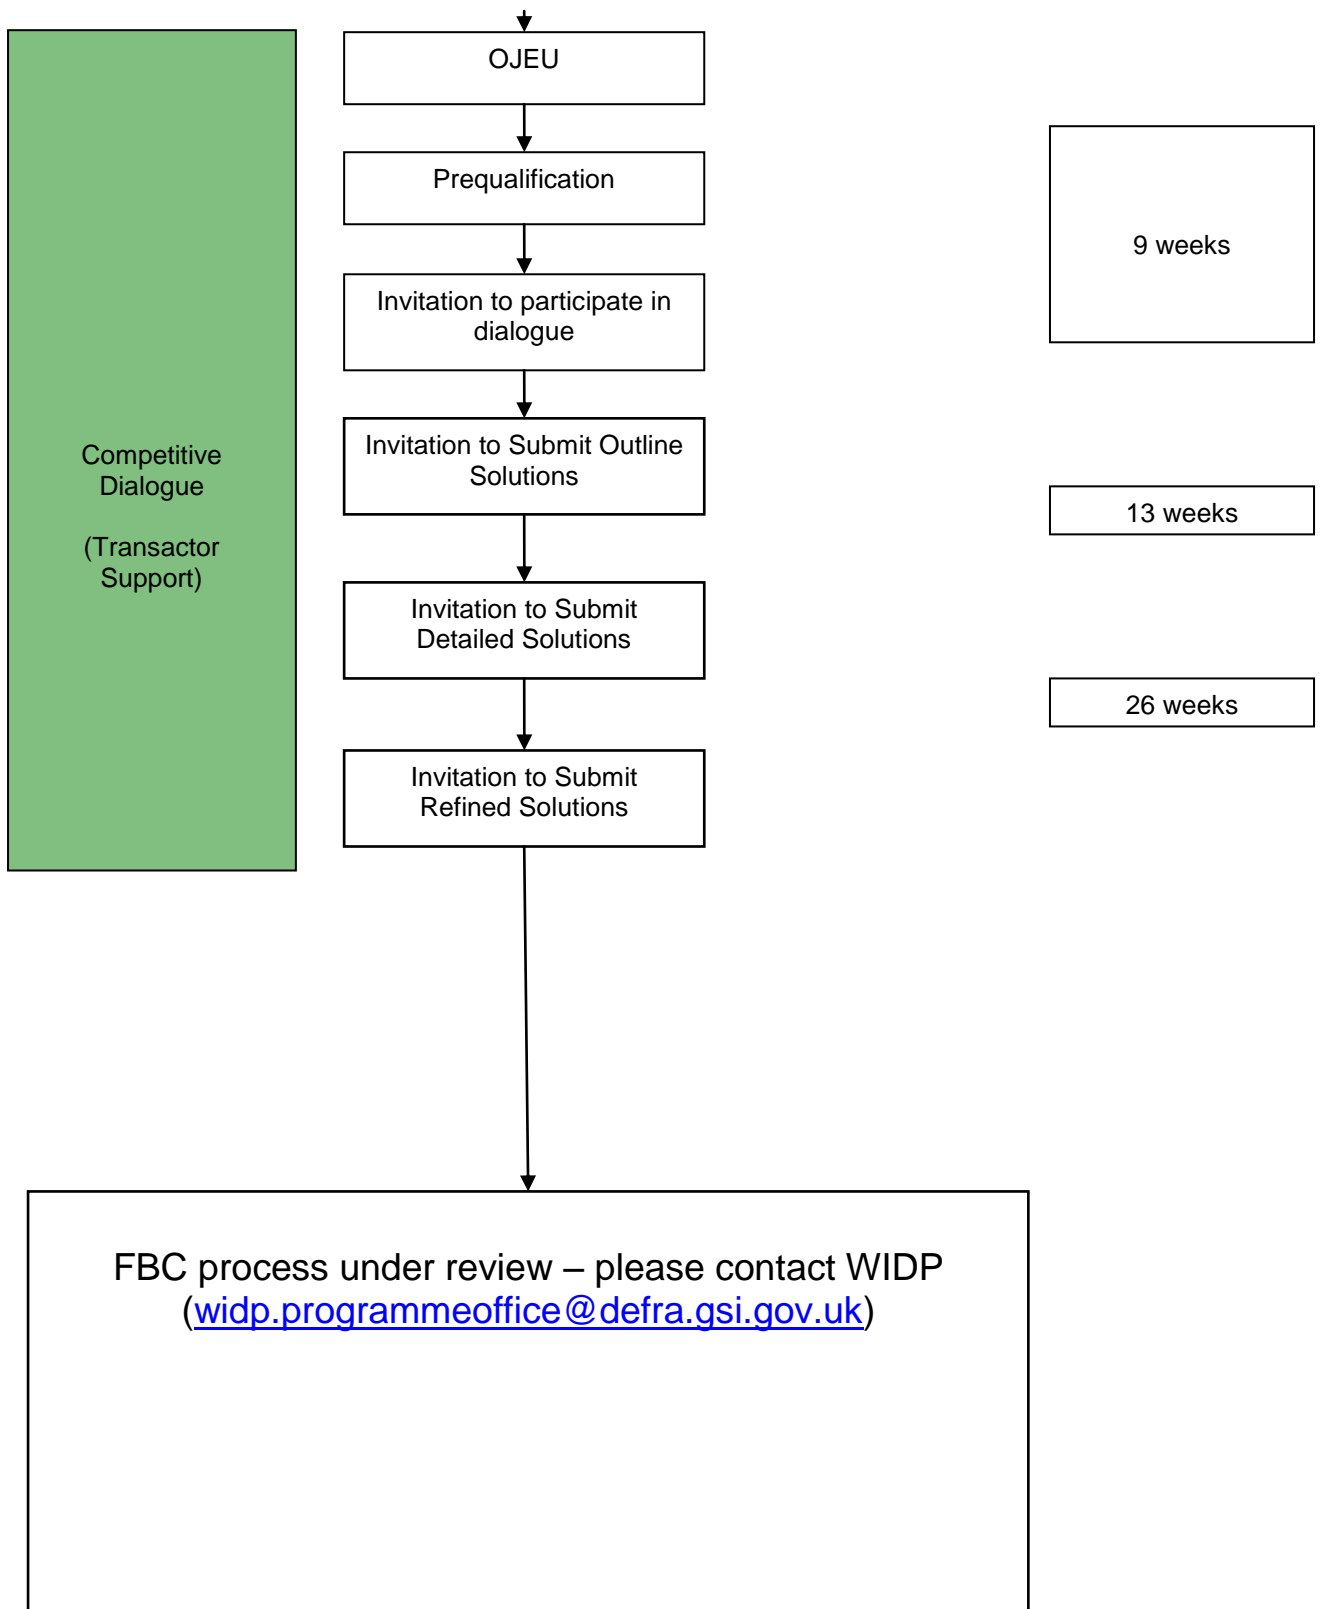 OJEU
Prequalification
9 weeks
Invitation to participate in
dialogue
Competitive
Dialogue
(Transactor
Support)
Invitation to Submit Outline
Solutions
13 weeks
Invitation to Submit
Detailed Solutions
26 weeks
Invitation to Submit
Refined Solutions
FBC process under review – please contact WIDP
(widp.programmeoffice@defra.gsi.gov.uk)